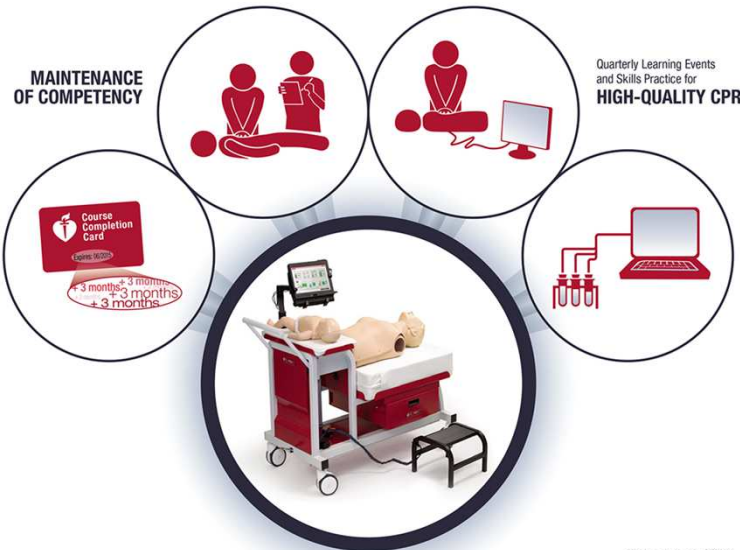 MAINTENANCE
OF COMPETENCY
Quarterly Learning Events
and Skills Practice for
HIGH-QUALITY CPR
Course
Completion
Card
Expires: 06/2015
+ 3 months
+ 3 months
+ 3 months
+ 3 months